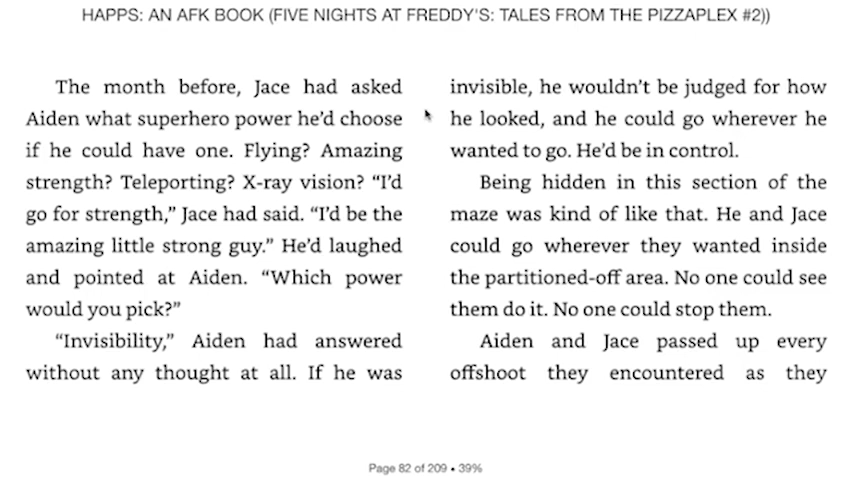 HAPPS: AN AFK BOOK (FIVE NIGHTS AT FREDDY'S: TALES FROM THE PIZZAPLEX #2))
The month before, Jace had asked
Aiden what superhero power he’d choose
if he could have one. Flying? Amazing
strength? Teleporting? X-ray vision? “I’d
go for strength,” Jace had said. “I’d be the
amazing little strong guy.” He’d laughed
and pointed at Aiden. “Which power
would you pick?”
“Invisibility,” Aiden had answered
without any thought at all. If he was
invisible, he wouldn’t be judged for how
he looked, and he could go wherever he
wanted to go. He’d be in control.
Being hidden in this section of the
maze was kind of like that. He and Jace
could go wherever they wanted inside
the partitioned-off area. No one could see
them do it. No one could stop them.
Aiden and Jace passed up every
offshoot they encountered as they
Page 82 of 209 • 39%